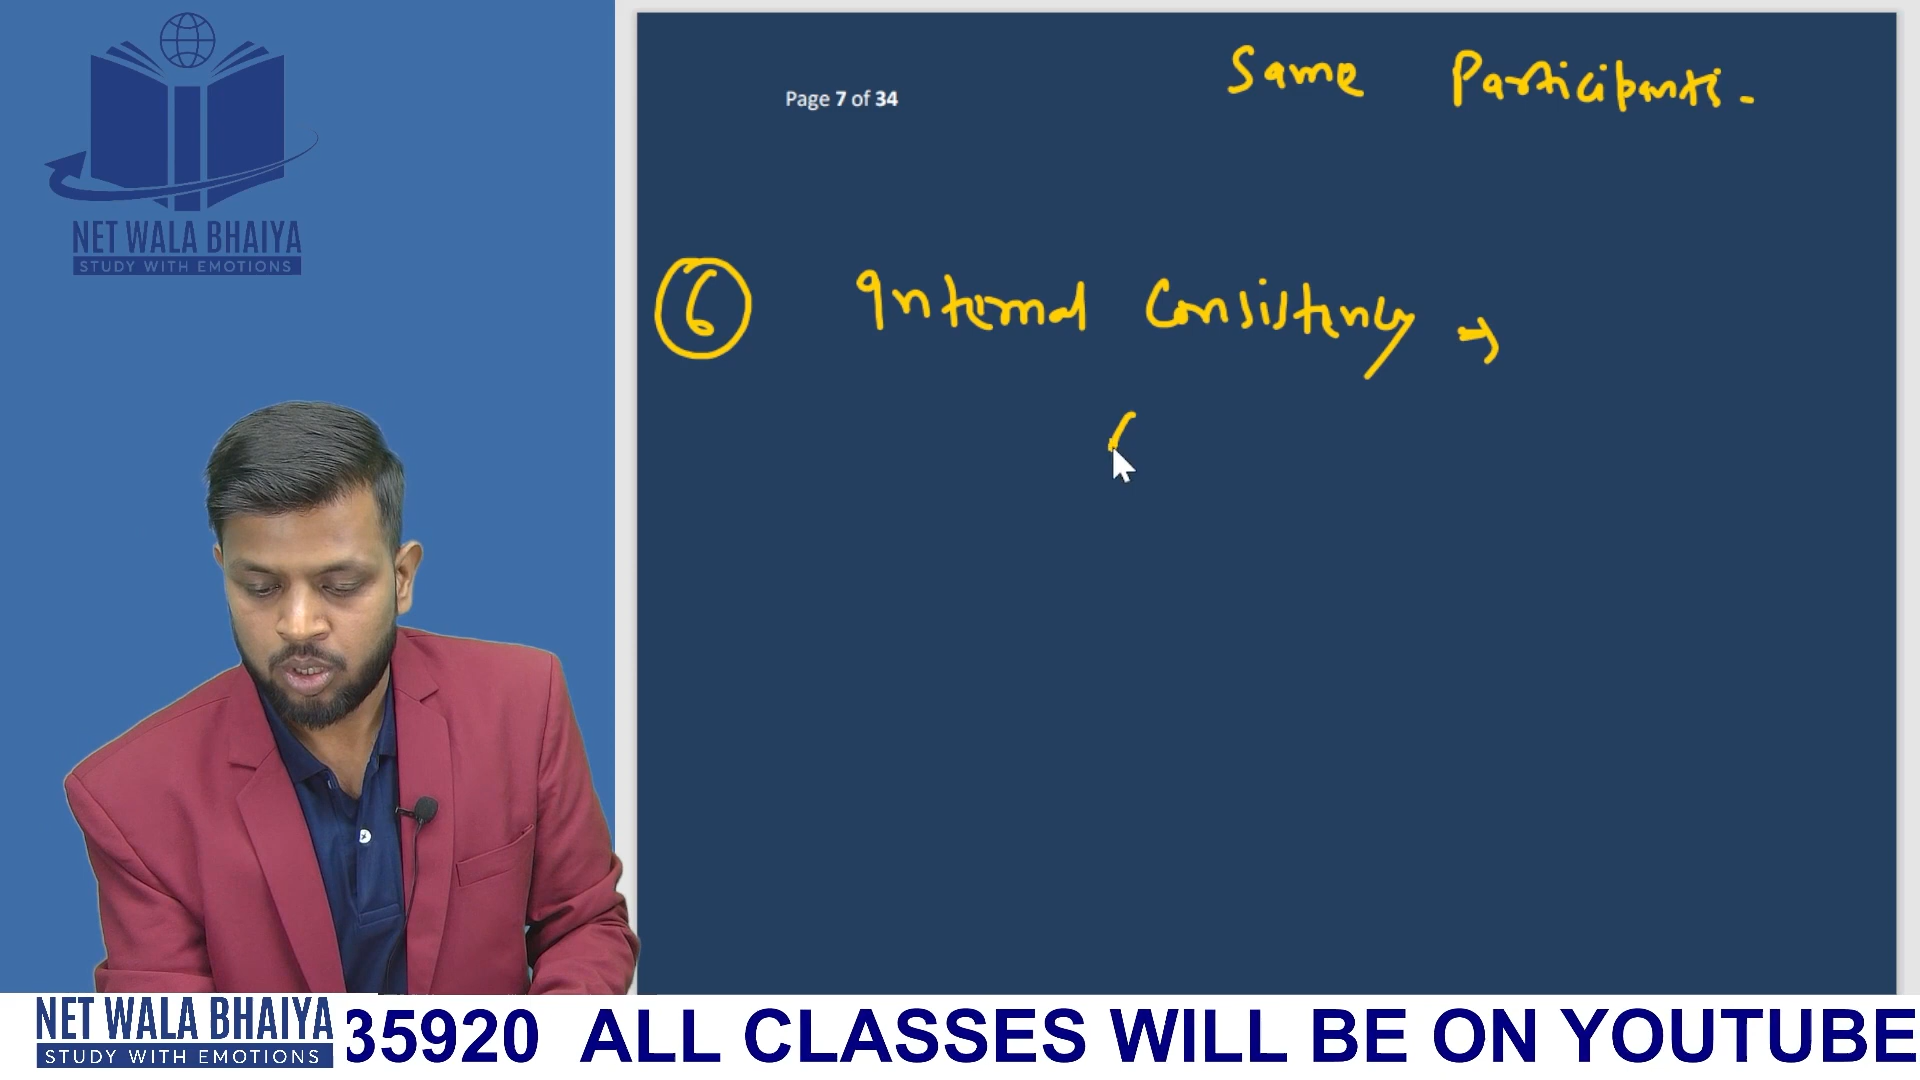 NET WALA BHAIYA
STUDY WITH EMOTIONS
Page 7 of 34
Same Participants.
6 Internal Consistency →
(
NET WALA BHAIYA
STUDY WITH EMOTIONS
35920 ALL CLASSES WILL BE ON YOUTUBE